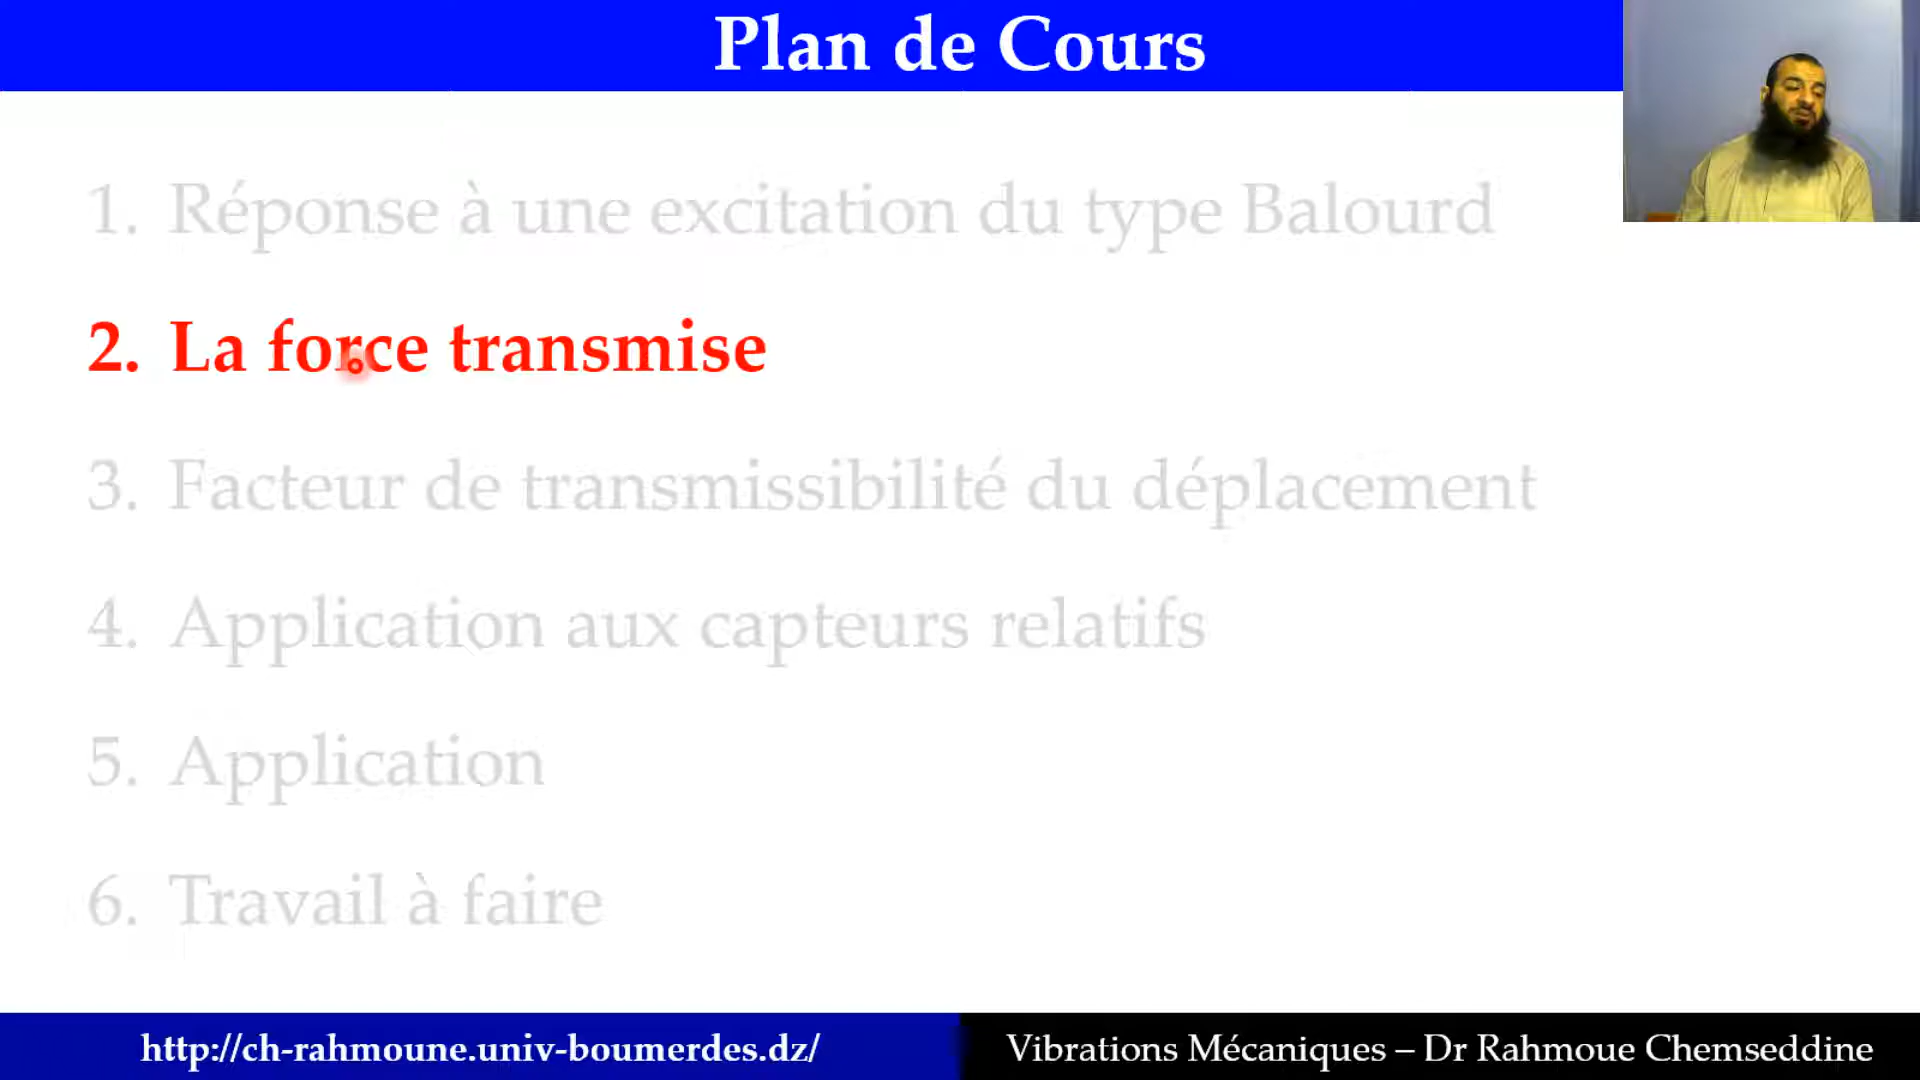 Plan de Cours
1. Réponse à une excitation du type Balourd
2. La force transmise
3. Facteur de transmissibilité du déplacement
4. Application aux capteurs relatifs
5. Application
6. Travail à faire
http://ch-rahmoune.univ-boumerdes.dz/
Vibrations Mécaniques – Dr Rahmoue Chemseddine